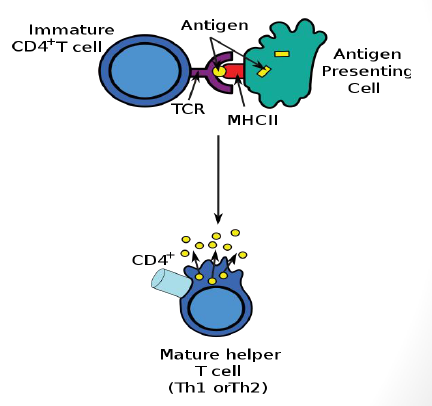 Immature
CD4+T cell
Antigen
Antigen
Presenting
Cell
TCR
MHCII
CD4+
Mature helper
T cell
(Th1 orTh2)